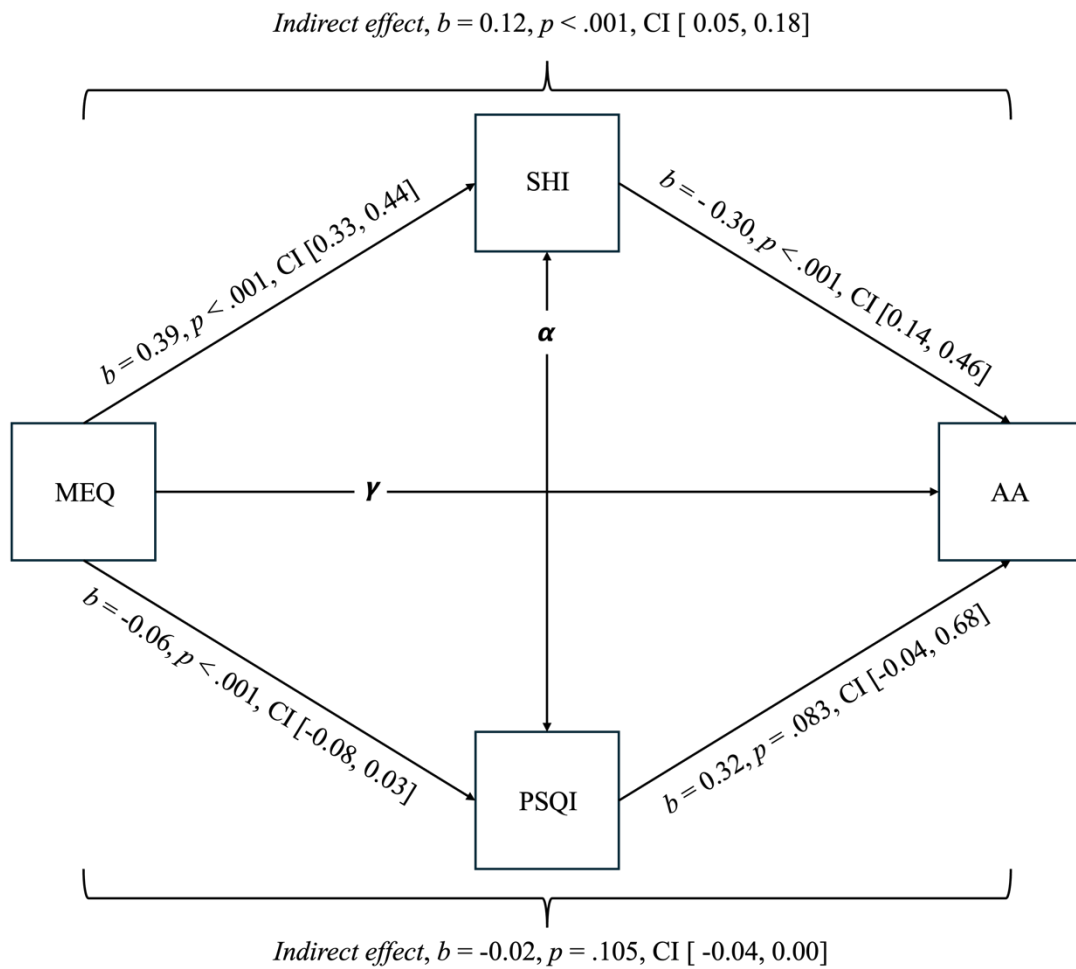 Indirect effect, b = 0.12, p < .001, CI [ 0.05, 0.18]
SHI
b = 0.39, p < .001, CI [0.33, 0.44]
b = - 0.30, p < .001, CI [0.14, 0.46]
α
MEQ
γ
AA
b = -0.06, p < .001, CI [-0.08, 0.03]
b = 0.32, p = .083, CI [-0.04, 0.68]
PSQI
Indirect effect, b = -0.02, p = .105, CI [ -0.04, 0.00]